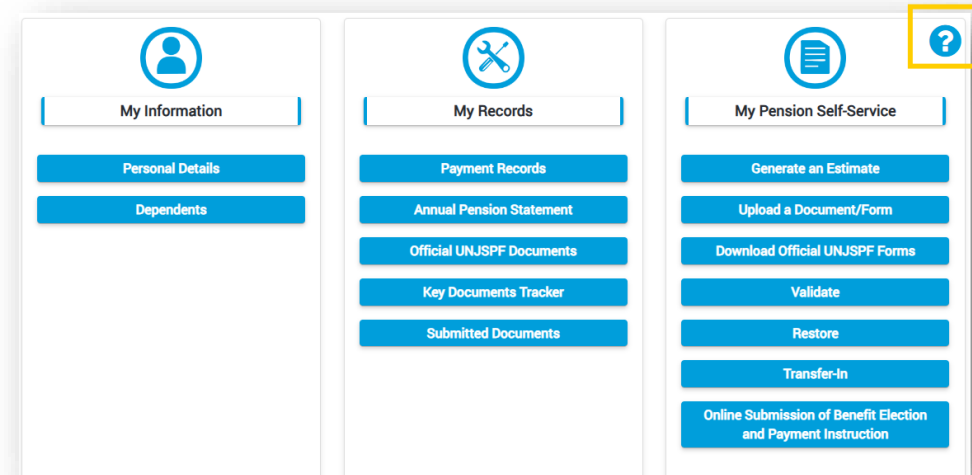 ?
My Information
Personal Details
Dependents
My Records
Payment Records
Annual Pension Statement
Official UNJSPF Documents
Key Documents Tracker
Submitted Documents
My Pension Self-Service
Generate an Estimate
Upload a Document/Form
Download Official UNJSPF Forms
Validate
Restore
Transfer-In
Online Submission of Benefit Election
and Payment Instruction